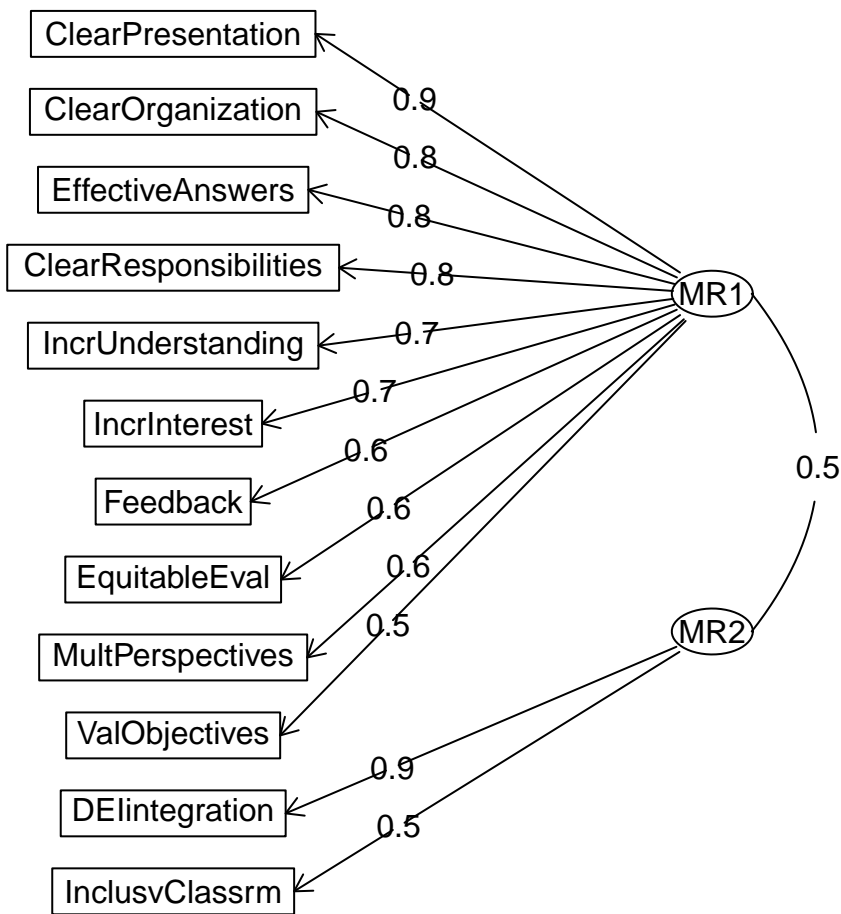 ClearPresentation
0.9
ClearOrganization
0.8
EffectiveAnswers
0.8
ClearResponsibilities
0.8
MR1
IncrUnderstanding
0.7
IncrInterest
0.7
Feedback
0.6
0.5
EquitableEval
0.6
MultPerspectives
0.6
MR2
ValObjectives
0.5
DEIintegration
0.9
InclusvClassrm
0.5